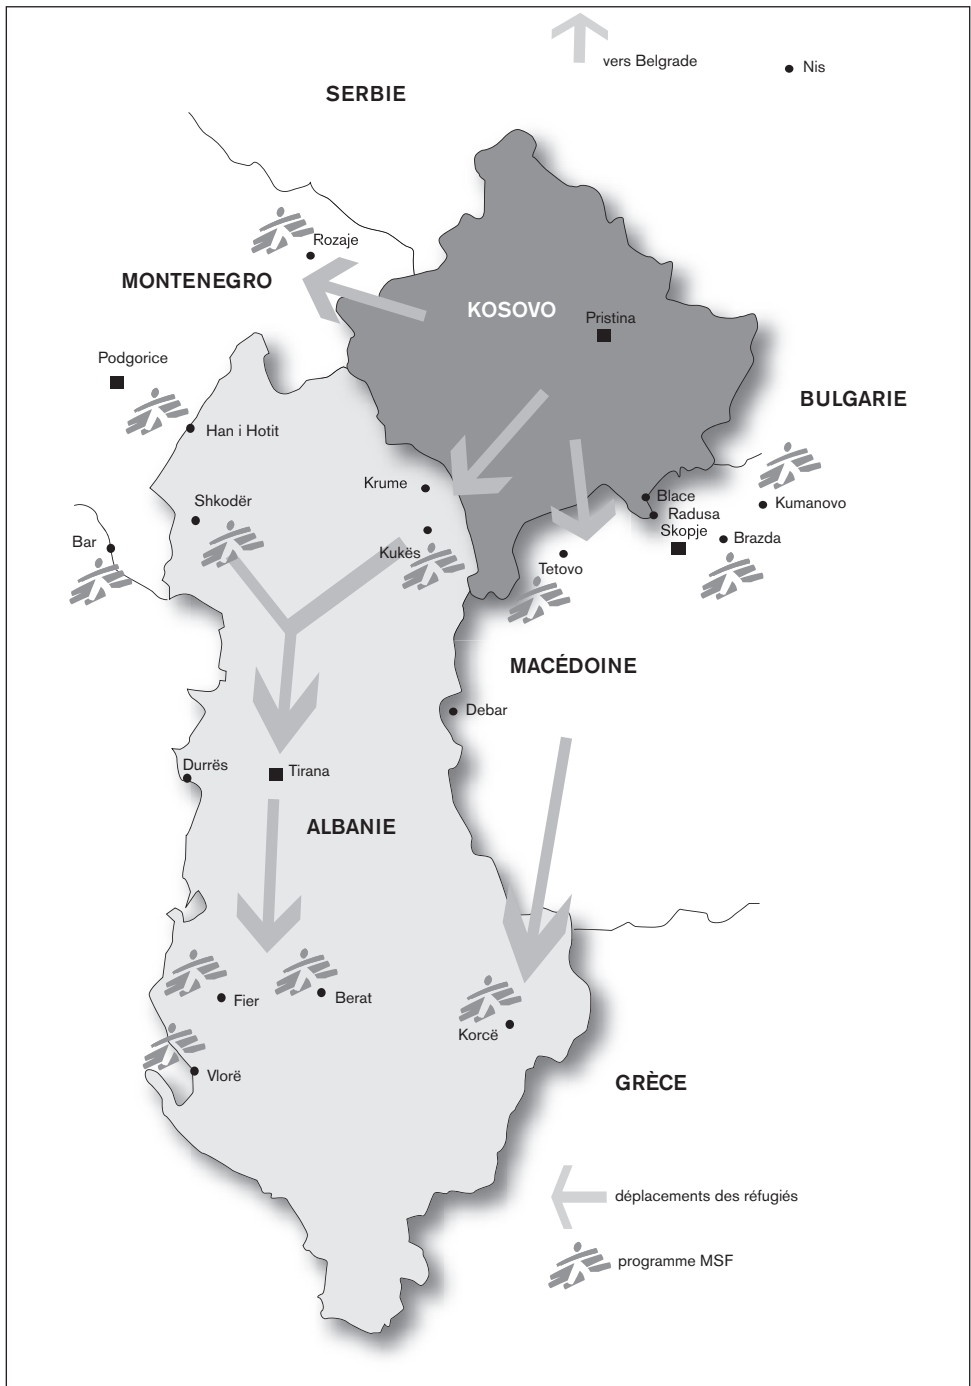 vers Belgrade
Nis
SERBIE
Rozaje
MONTENEGRO
KOSOVO
Pristina
Podgorice
BULGARIE
Han i Hotit
Krume
Shkodër
Blace
Kumanovo
Radusa
Skopje
Bar
Kukës
Brazda
Tetovo
MACÉDOINE
Debar
Durrës
Tirana
ALBANIE
Fier
Berat
Korcë
Vlorë
GRÈCE
déplacements des réfugiés
programme MSF